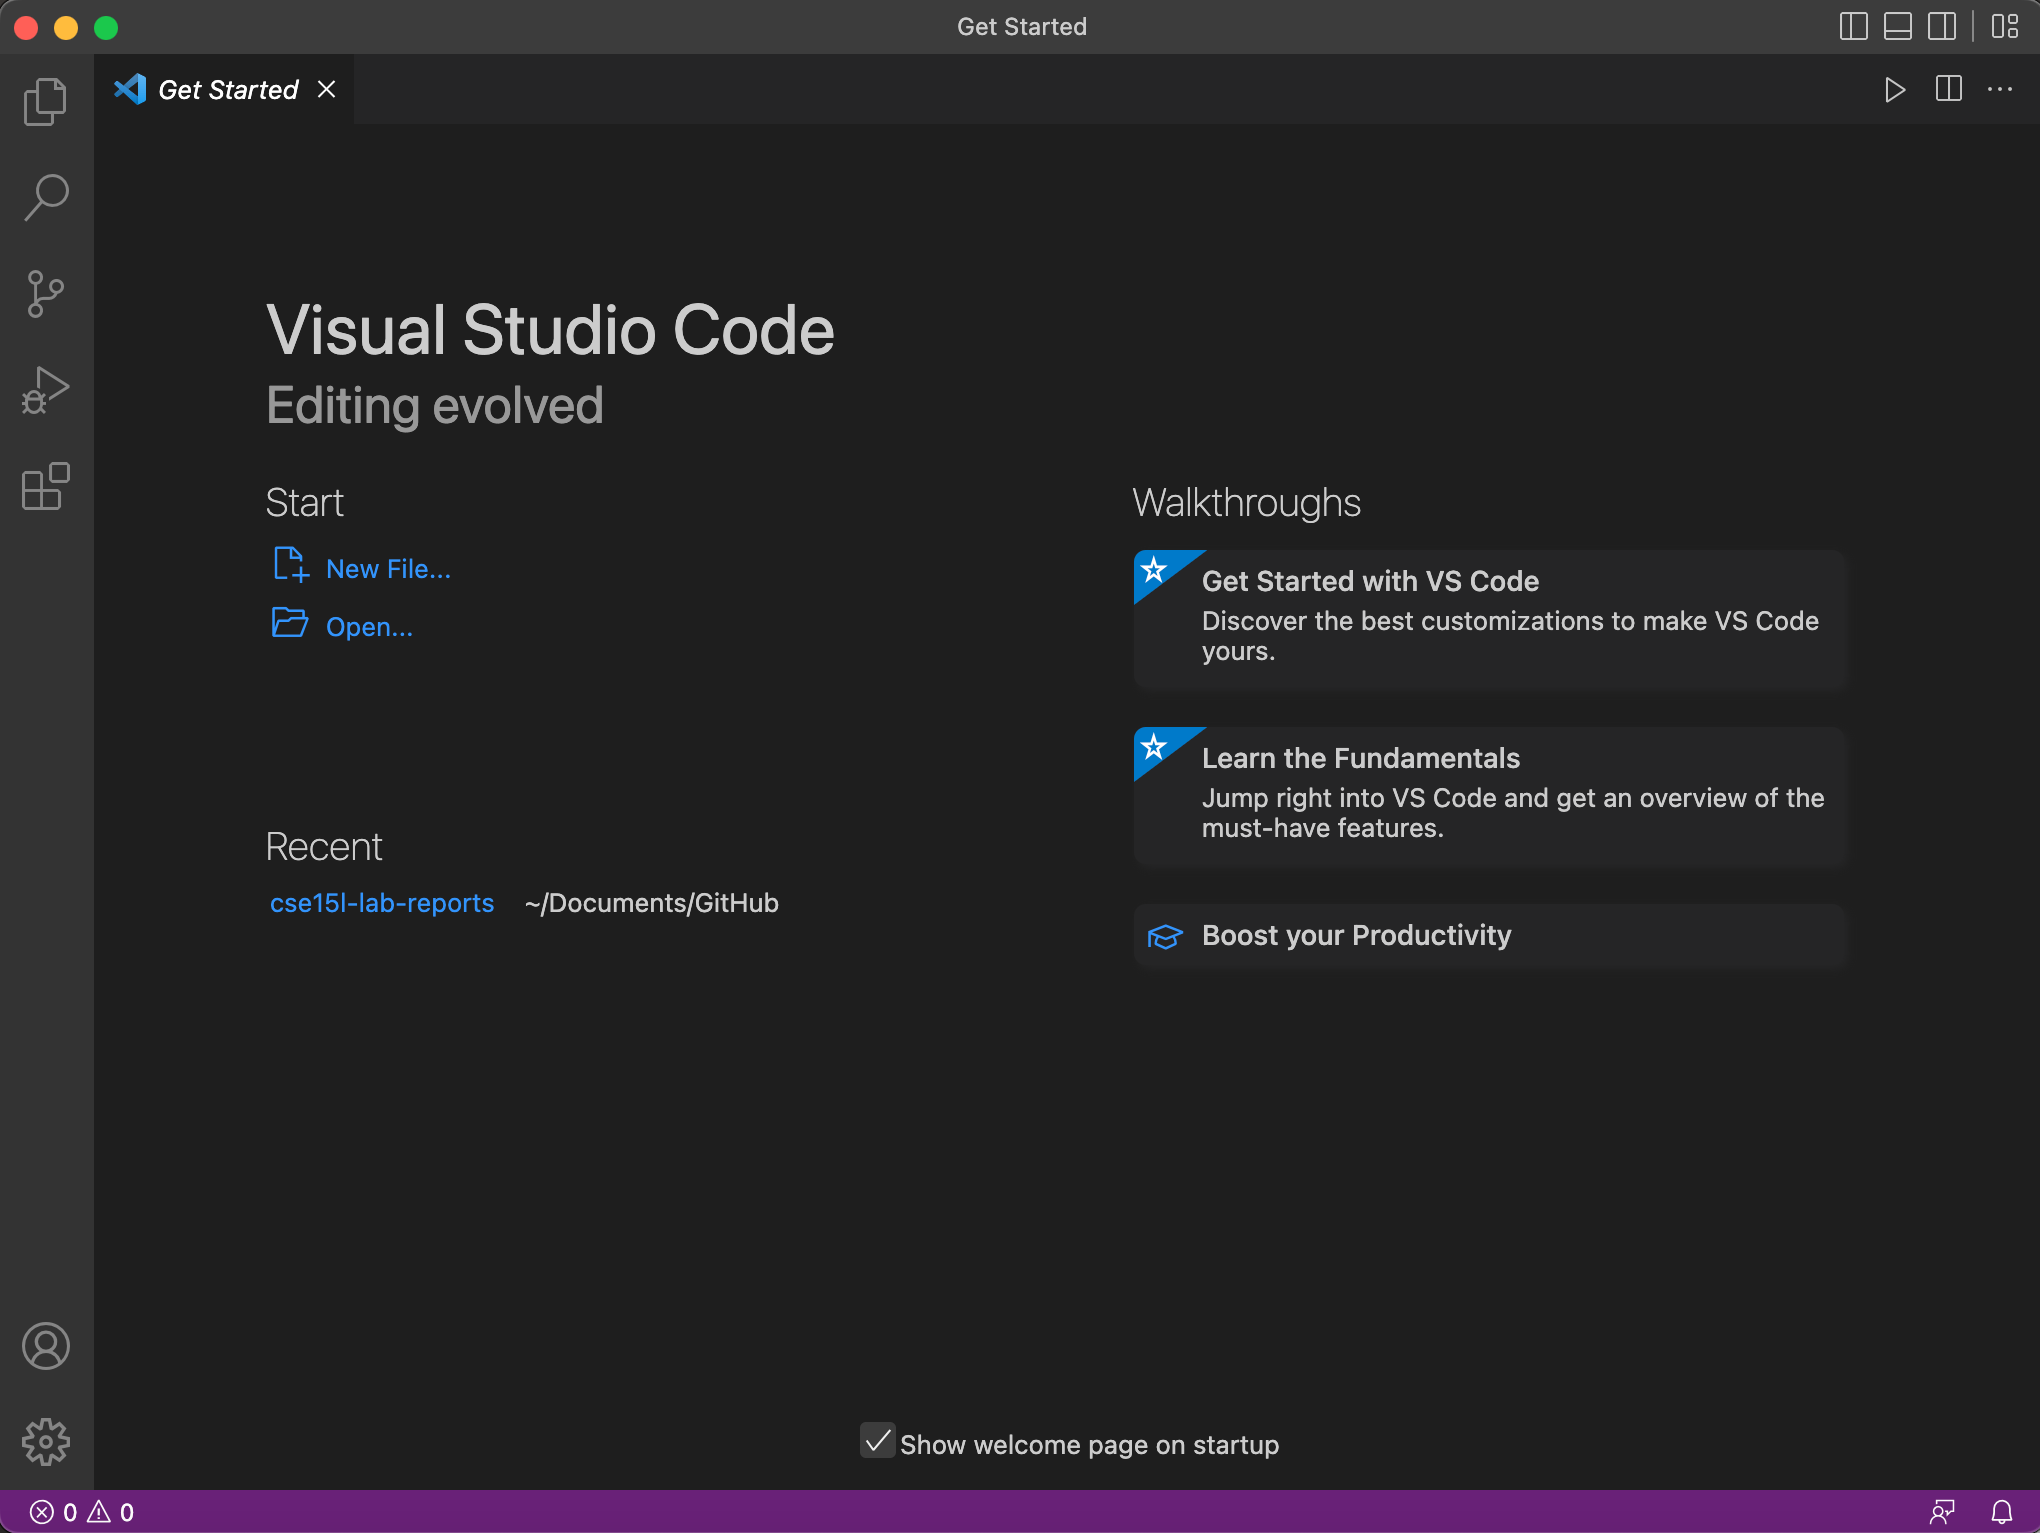 Get Started
Get Started
Visual Studio Code
Editing evolved
Start
New File...
Open...
Recent
cse15l-lab-reports ~/Documents/GitHub
Walkthroughs
Get Started with VS Code
Discover the best customizations to make VS Code
yours.
Learn the Fundamentals
Jump right into VS Code and get an overview of the
must-have features.
Boost your Productivity
Show welcome page on startup
0 0